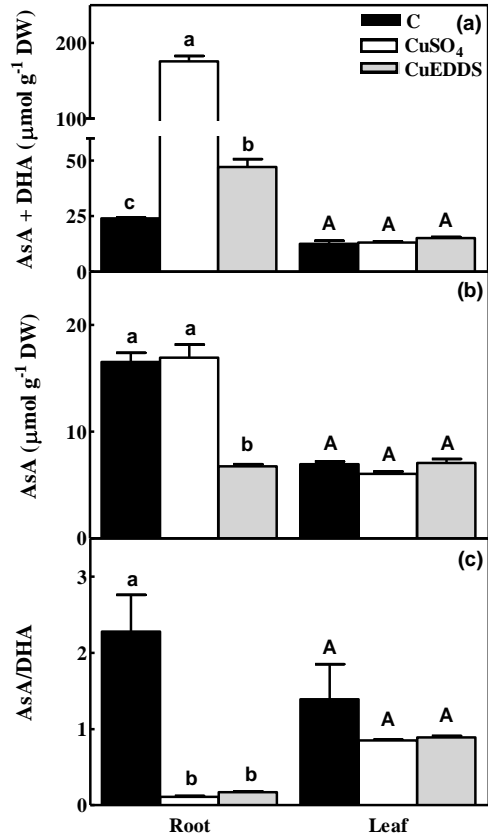 C
CuSO₄
CuEDDS
(a)
AsA + DHA (μmol g⁻¹ DW)
200
100
50
25
0
c
a
b
A
A
A
(b)
AsA (μmol g⁻¹ DW)
20
10
0
a
a
b
A
A
A
(c)
AsA/DHA
3
2
1
0
a
b
b
A
A
A
Root
Leaf